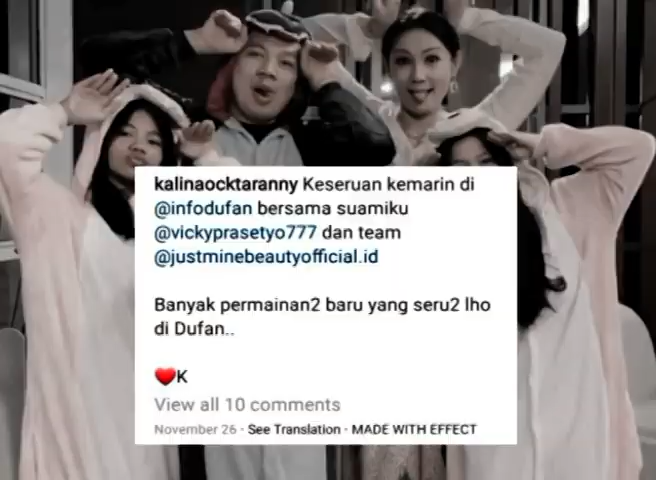 kalinaocktaranny Keseruan kemarin di
@infodufan bersama suamiku
@vickyprasetyo777 dan team
@justminebeautyofficial.id
Banyak permainan2 baru yang seru2 lho
di Dufan..
❤️K
View all 10 comments
November 26 · See Translation · MADE WITH EFFECT